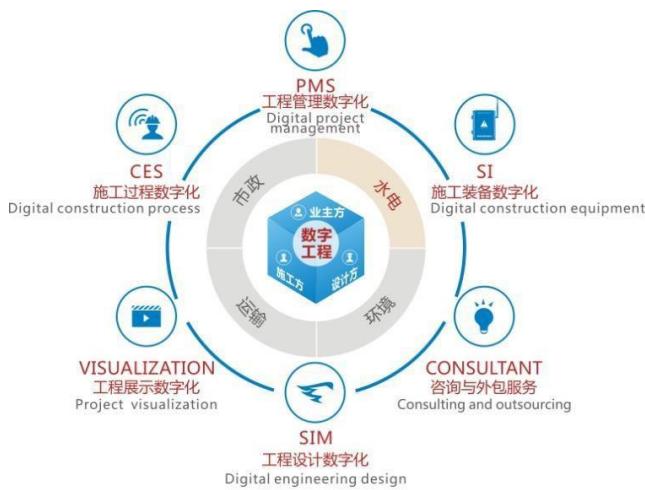 PMS
工程管理数字化
Digital project
management
CES
施工过程数字化
Digital construction process
SI
施工装备数字化
Digital construction equipment
市政
水电
业主方
数字
工程
施工方
设计方
运输
环境
VISUALIZATION
工程展示数字化
Project visualization
CONSULTANT
咨询与外包服务
Consulting and outsourcing
SIM
工程设计数字化
Digital engineering design